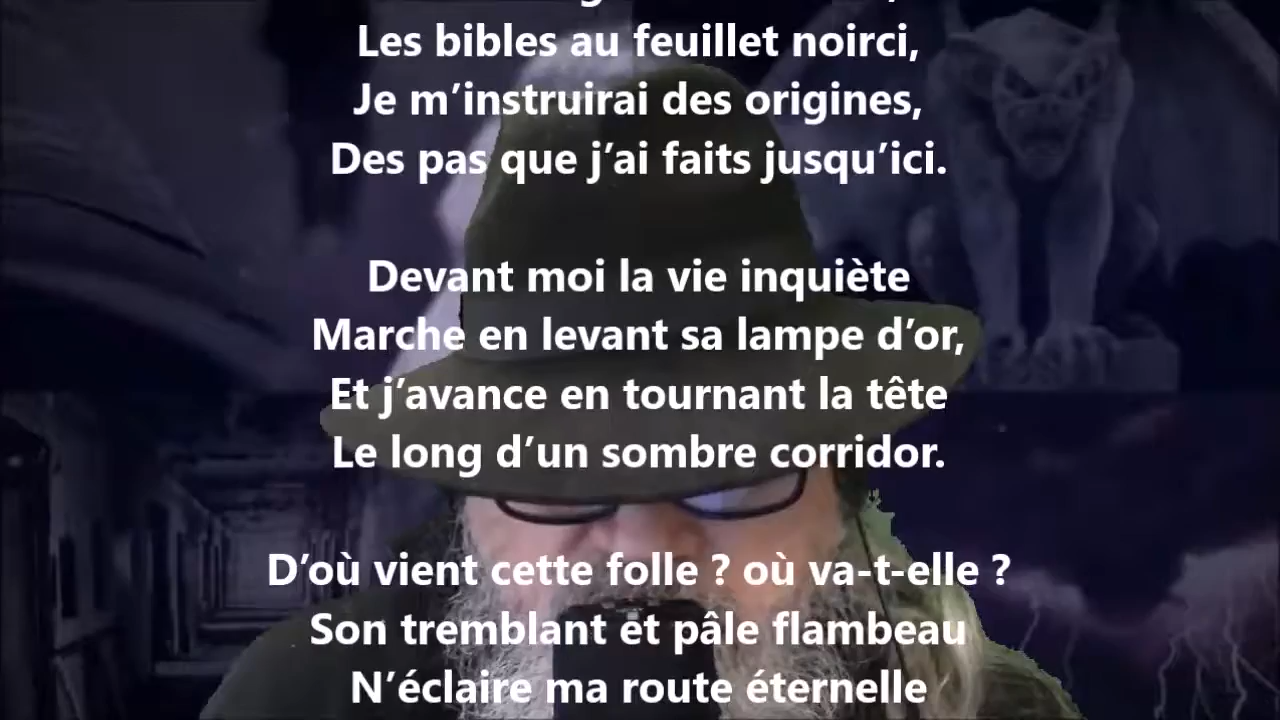 Les bibles au feuillet noirci,
Je m’instruirai des origines,
Des pas que j’ai faits jusqu’ici.
Devant moi la vie inquiète
Marche en levant sa lampe d’or,
Et j’avance en tournant la tête
Le long d’un sombre corridor.
D’où vient cette folle ? où va-t-elle ?
Son tremblant et pâle flambeau
N’éclaire ma route éternelle